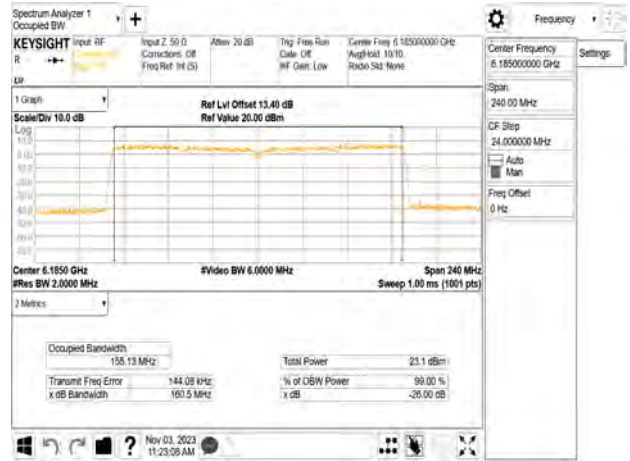 Spectrum Analyzer 1
Occupied BW
Frequency
KEYSIGHT
Input: RF
Input Z: 50 Ω
Atten: 20 dB
Trig: Free Run
Center Freq: 6.185000000 GHz
Corrections: Off
Gate: Off
Avg|Hold: 10/10
R
Freq Ref: Int (S)
#IF Gain: Low
Radio Std: None
Center Frequency
6.185000000 GHz
Settings
Span
240.00 MHz
CF Step
24.000000 MHz
Auto
Man
Freq Offset
0 Hz
1 Graph
Ref Lvl Offset 13.40 dB
Scale/Div 10.0 dB
Ref Value 20.00 dBm
Log
10.0
0.00
Center 6.1850 GHz
#Video BW 6.0000 MHz
Span 240 MHz
#Res BW 2.0000 MHz
Sweep 1.00 ms (1001 pts)
2 Metrics
Occupied Bandwidth
155.13 MHz
Total Power
23.1 dBm
Transmit Freq Error
144.08 kHz
% of OBW Power
99.00 %
x dB Bandwidth
160.5 MHz
x dB
-26.00 dB
?
Nov 03, 2023
11:23:08 AM